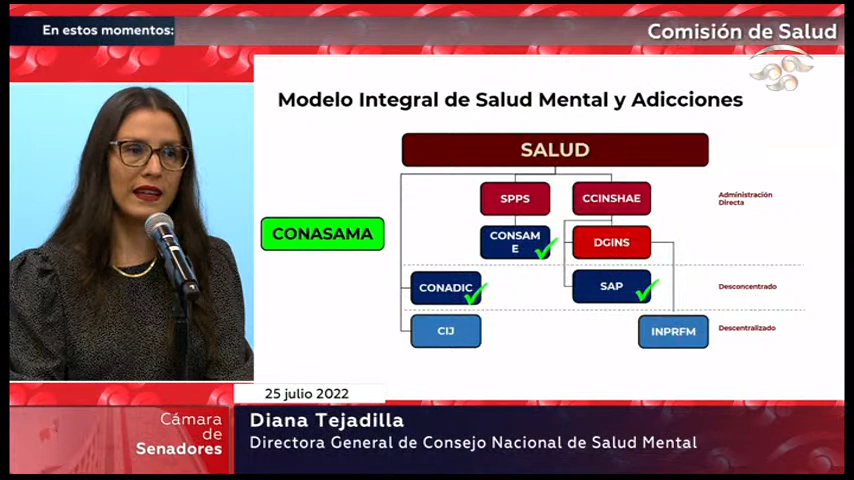 En estos momentos:
Comisión de Salud
Modelo Integral de Salud Mental y Adicciones
SALUD
SPPS
CCINSHAE
Administración
Directa
CONASAMA
CONSAM
E
DGINS
CONADIC
SAP
Desconcentrado
CIJ
INPRFM
Descentralizado
25 julio 2022
Cámara
de
Senadores
Diana Tejadilla
Directora General de Consejo Nacional de Salud Mental